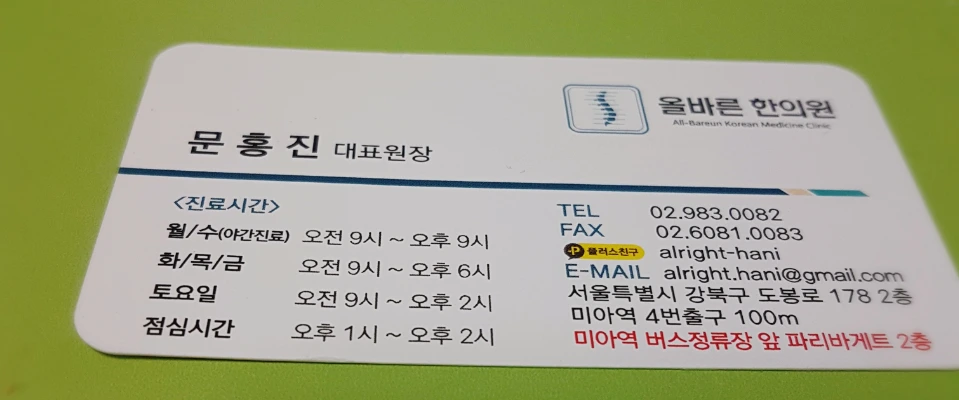 올바른 한의원
All-Bareun Korean Medicine Clinic
문 홍 진 대표원장
<진료시간>
월/수(야간진료) 오전 9시 ~ 오후 9시
화/목/금 오전 9시 ~ 오후 6시
토요일 오전 9시 ~ 오후 2시
점심시간 오후 1시 ~ 오후 2시
TEL 02.983.0082
FAX 02.6081.0083
P 플러스친구 alright-hani
E-MAIL alright.hani@gmail.com
서울특별시 강북구 도봉로 178 2층
미아역 4번출구 100m
미아역 버스정류장 앞 파리바게트 2층